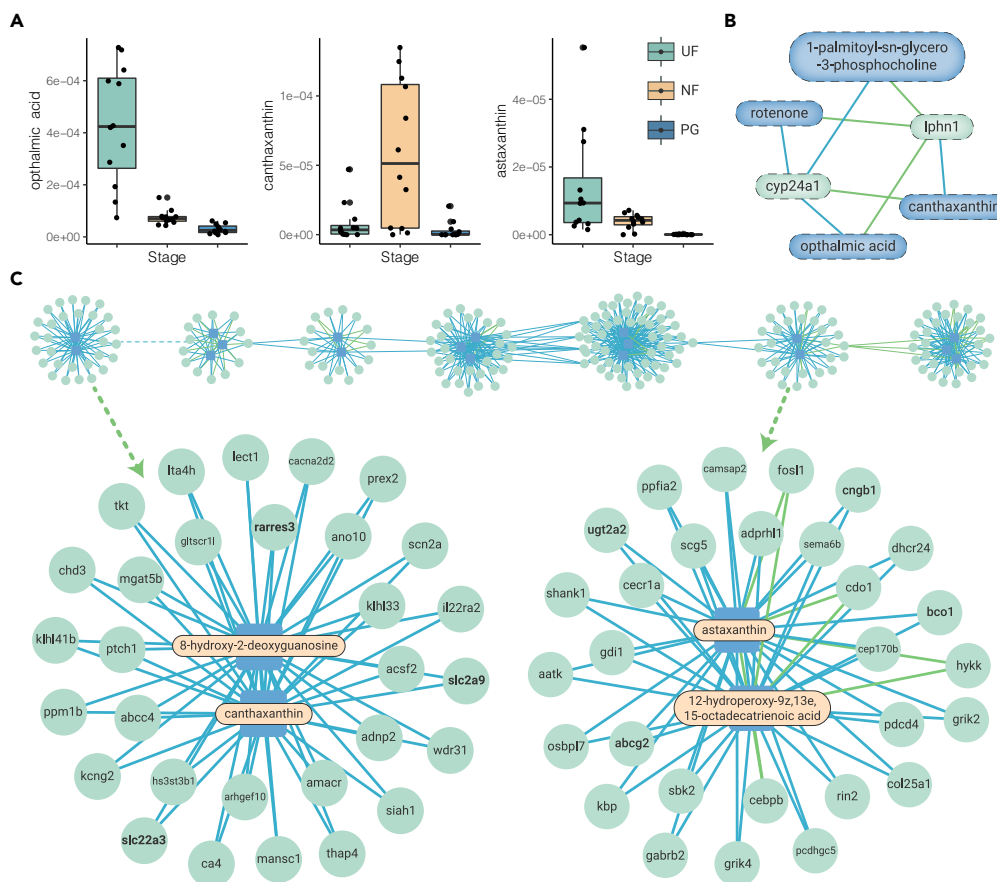 A
B
opthalmic acid
6e−04
4e−04
2e−04
0e+00
Stage
canthaxanthin
1e−04
5e−05
0e+00
Stage
astaxanthin
4e−05
2e−05
0e+00
Stage
UF
NF
PG
1-palmitoyl-sn-glycero
-3-phosphocholine
rotenone
lphn1
cyp24a1
canthaxanthin
opthalmic acid
C
lta4h
lect1
cacna2d2
prex2
tkt
gltscr1l
rarres3
ano10
scn2a
chd3
mgat5b
klhl33
il22ra2
klhl41b
ptch1
8-hydroxy-2-deoxyguanosine
acsf2
slc2a9
ppm1b
abcc4
canthaxanthin
adnp2
wdr31
kcng2
hs3st3b1
arhgef10
amacr
siah1
slc22a3
ca4
mansc1
thap4
ppfia2
camsap2
fosl1
cngb1
ugt2a2
scg5
adprhl1
sema6b
dhcr24
shank1
cecr1a
cdo1
bco1
astaxanthin
aatk
gdi1
cep170b
hykk
12-hydroperoxy-9z,13e,
15-octadecatrienoic acid
osbpl7
abcg2
pdcd4
grik2
kbp
sbk2
cebpb
rin2
col25a1
gabrb2
grik4
pcdhgc5